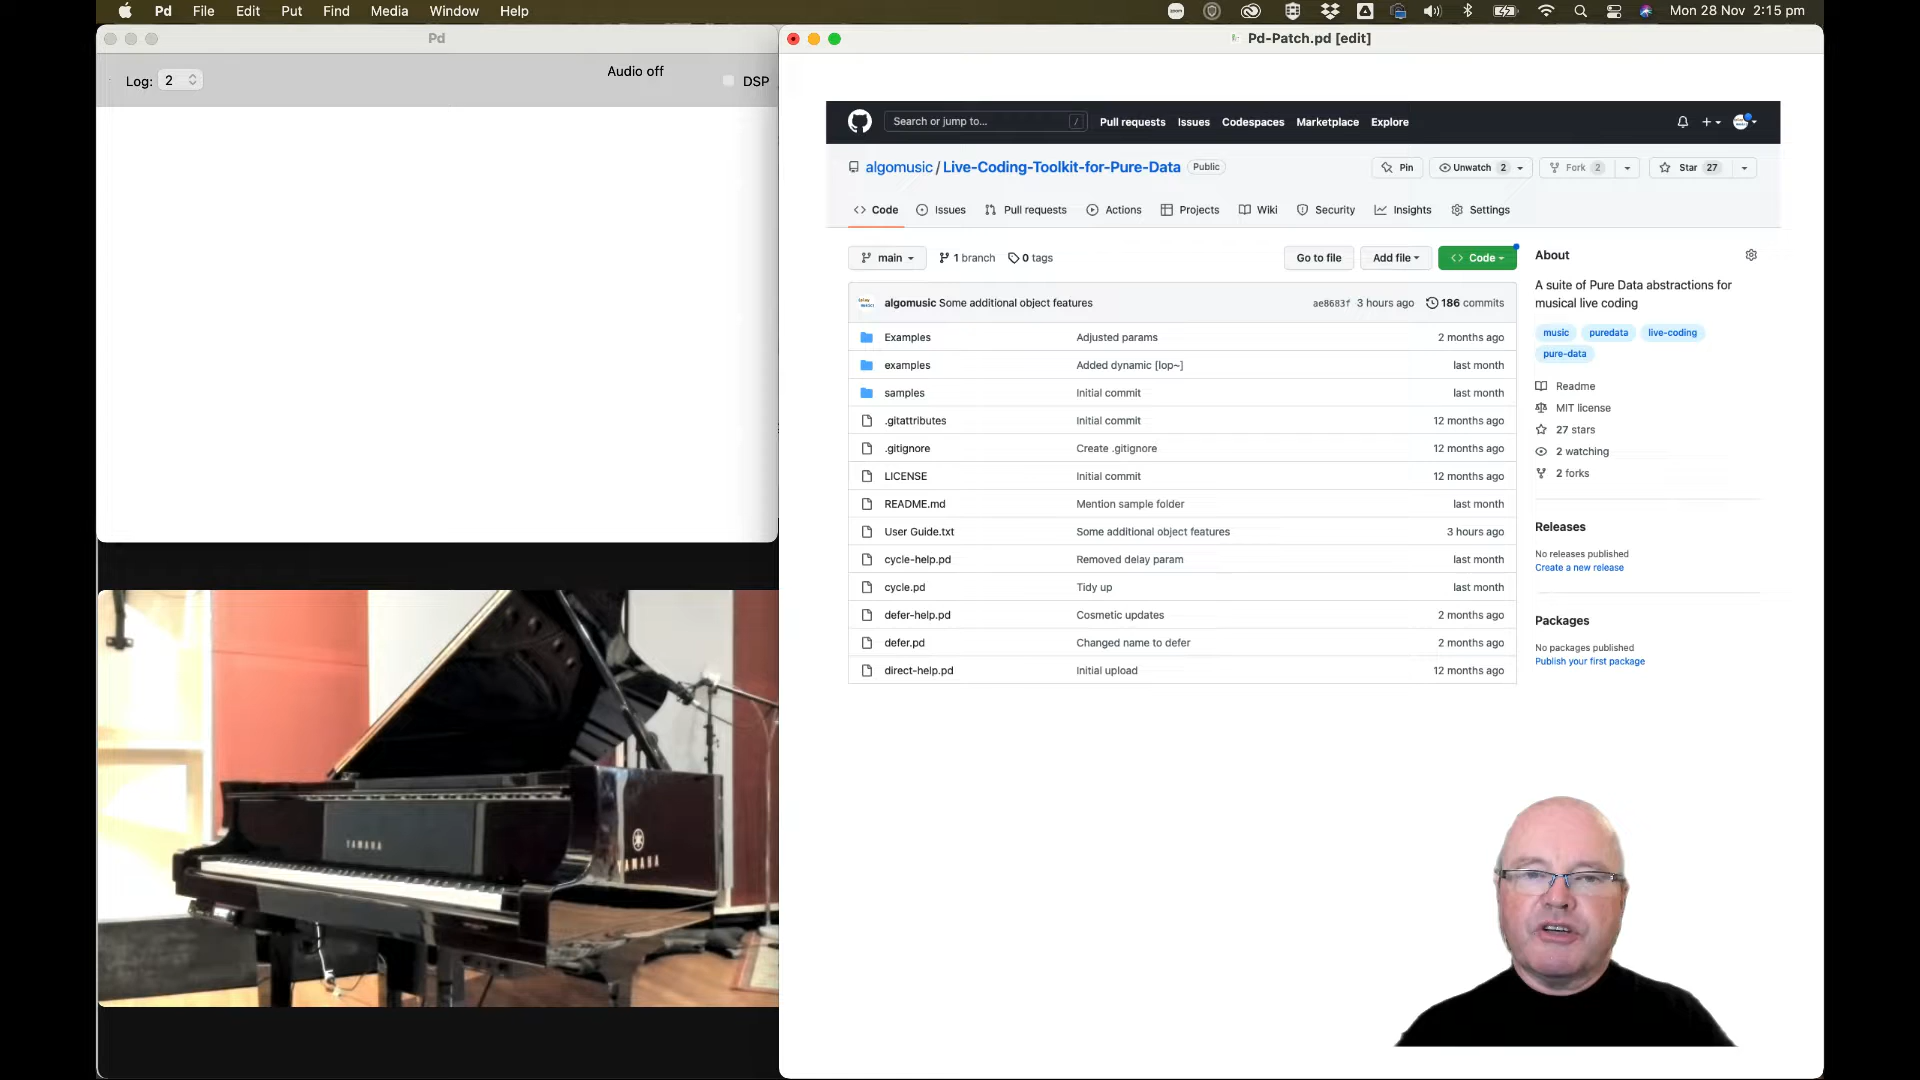 Pd File Edit Put Find Media Window Help
Mon 28 Nov 2:15 pm
Pd
Log: 2
Audio off
DSP
Pd-Patch.pd [edit]
Search or jump to... /
Pull requests Issues Codespaces Marketplace Explore
algomusic / Live-Coding-Toolkit-for-Pure-Data Public
Pin Unwatch 2 Fork 2 Star 27
Code Issues Pull requests Actions Projects Wiki Security Insights Settings
main 1 branch 0 tags Go to file Add file Code
algomusic Some additional object features ae8683f 3 hours ago 186 commits
Examples Adjusted params 2 months ago
examples Added dynamic [lop~] last month
samples Initial commit last month
.gitattributes Initial commit 12 months ago
.gitignore Create .gitignore 12 months ago
LICENSE Initial commit 12 months ago
README.md Mention sample folder last month
User Guide.txt Some additional object features 3 hours ago
cycle-help.pd Removed delay param last month
cycle.pd Tidy up last month
defer-help.pd Cosmetic updates 2 months ago
defer.pd Changed name to defer 2 months ago
direct-help.pd Initial upload 12 months ago
About
A suite of Pure Data abstractions for
musical live coding
music puredata live-coding
pure-data
Readme
MIT license
27 stars
2 watching
2 forks
Releases
No releases published
Create a new release
Packages
No packages published
Publish your first package
YAMAHA
YAMAHA